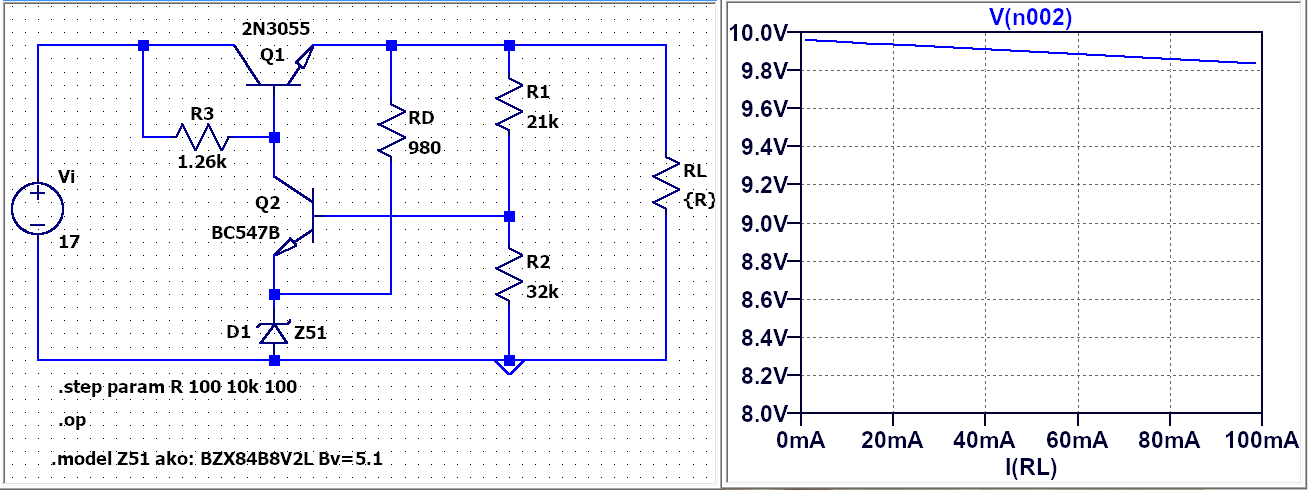 2N3055
Q1
R3
1.26k
RD
980
R1
21k
Vi
17
Q2
BC547B
RL
{R}
R2
32k
D1
Z51
.step param R 100 10k 100
.op
.model Z51 ako: BZX84B8V2L Bv=5.1
V(n002)
10.0V
9.8V
9.6V
9.4V
9.2V
9.0V
8.8V
8.6V
8.4V
8.2V
8.0V
0mA 20mA 40mA 60mA 80mA 100mA
I(RL)